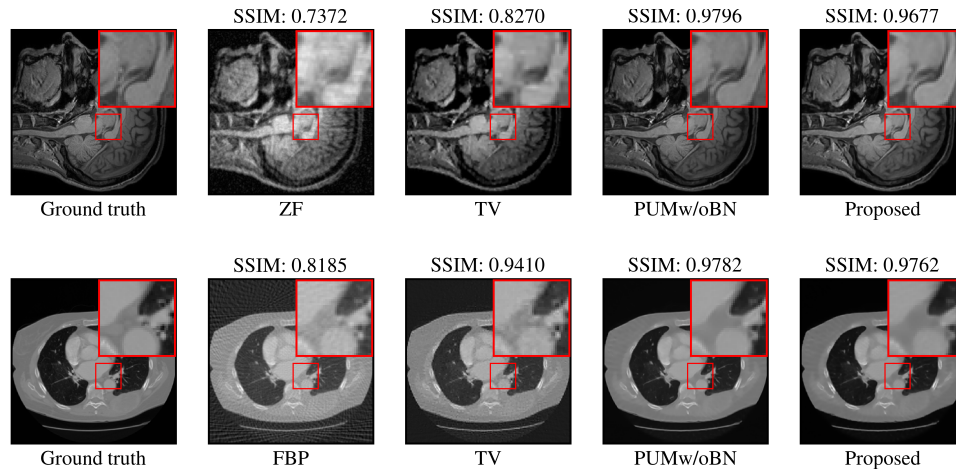 SSIM: 0.7372 SSIM: 0.8270 SSIM: 0.9796 SSIM: 0.9677
Ground truth ZF TV PUMw/oBN Proposed
SSIM: 0.8185 SSIM: 0.9410 SSIM: 0.9782 SSIM: 0.9762
Ground truth FBP TV PUMw/oBN Proposed